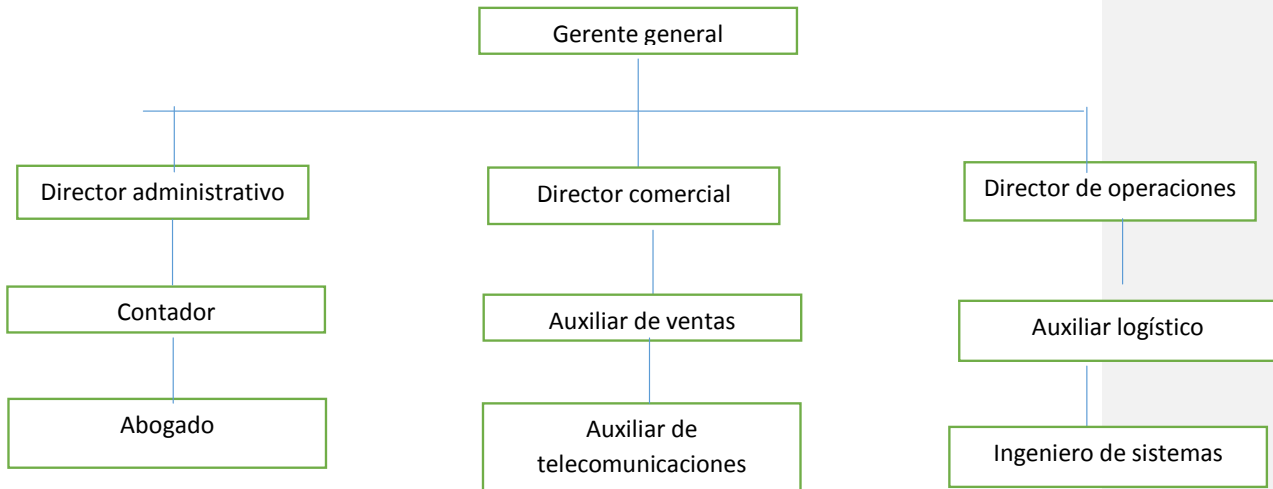 Gerente general
Director administrativo
Director comercial
Director de operaciones
Contador
Auxiliar de ventas
Auxiliar logístico
Abogado
Auxiliar de
telecomunicaciones
Ingeniero de sistemas